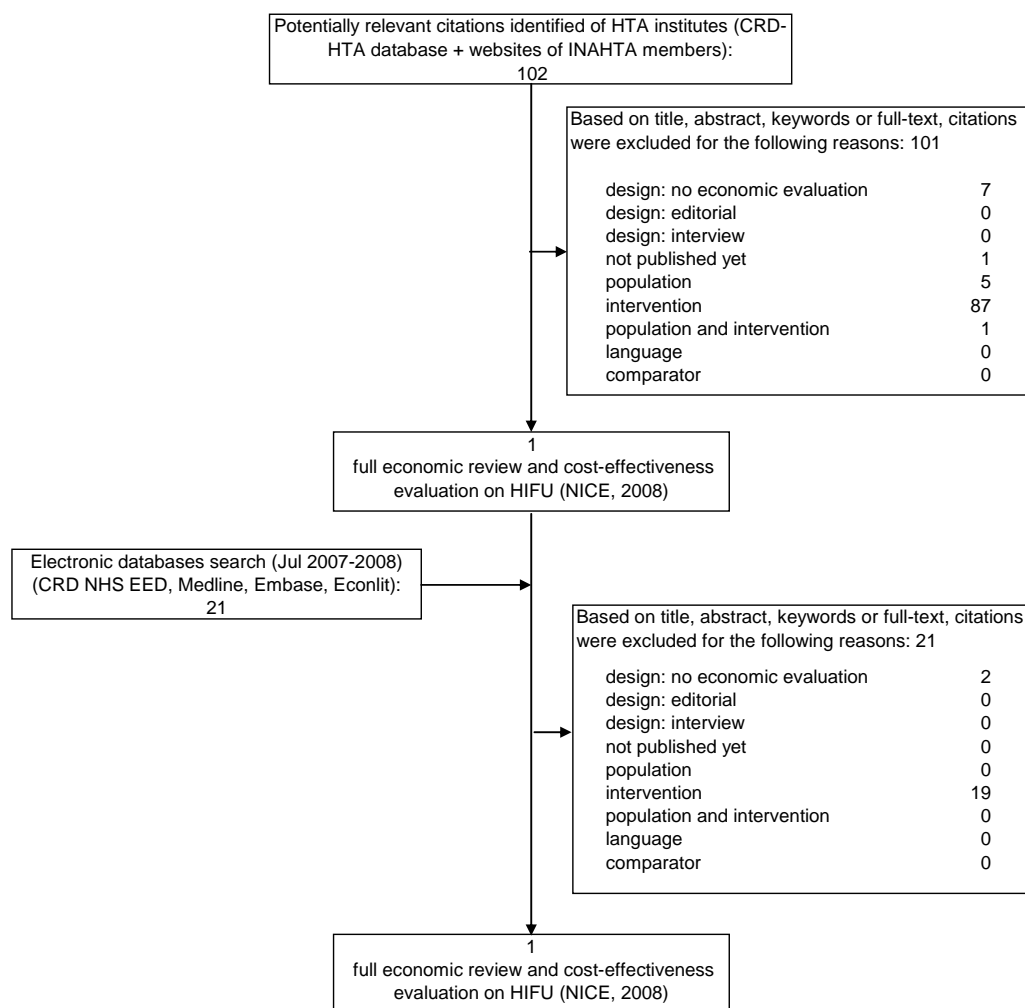 Potentially relevant citations identified of HTA institutes (CRD-
HTA database + websites of INAHTA members):
102
Based on title, abstract, keywords or full-text, citations
were excluded for the following reasons: 101
design: no economic evaluation 7
design: editorial 0
design: interview 0
not published yet 1
population 5
intervention 87
population and intervention 1
language 0
comparator 0
1
full economic review and cost-effectiveness
evaluation on HIFU (NICE, 2008)
Electronic databases search (Jul 2007-2008)
(CRD NHS EED, Medline, Embase, Econlit):
21
Based on title, abstract, keywords or full-text, citations
were excluded for the following reasons: 21
design: no economic evaluation 2
design: editorial 0
design: interview 0
not published yet 0
population 0
intervention 19
population and intervention 0
language 0
comparator 0
1
full economic review and cost-effectiveness
evaluation on HIFU (NICE, 2008)